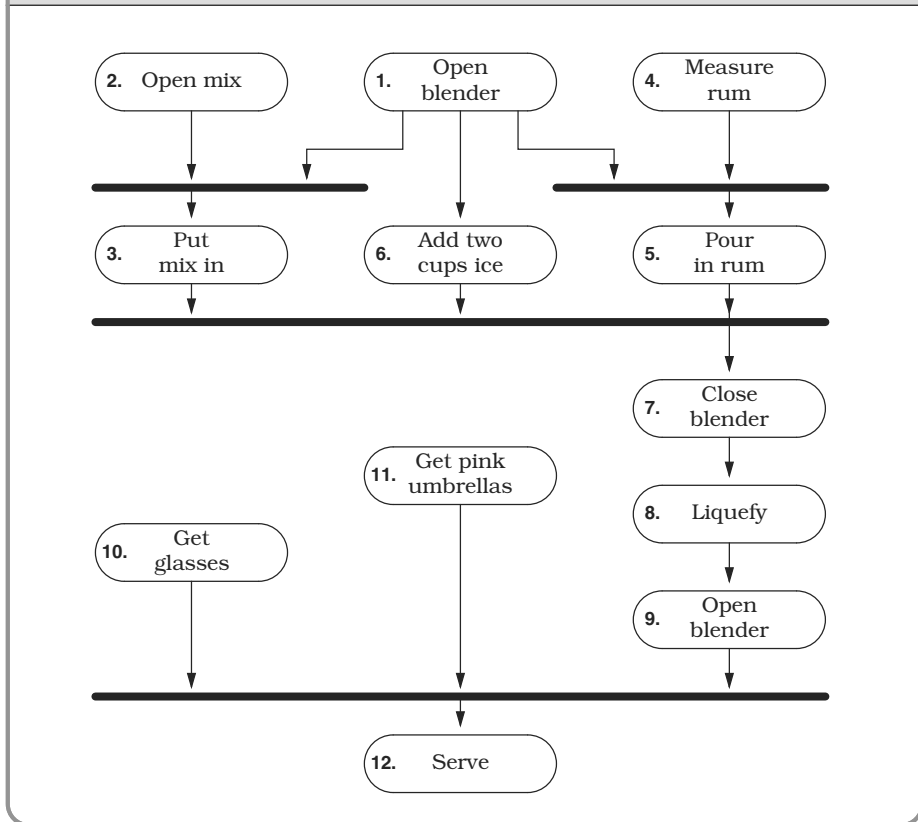 2. Open mix
1. Open
blender
4. Measure
rum
3. Put
mix in
6. Add two
cups ice
5. Pour
in rum
7. Close
blender
11. Get pink
umbrellas
8. Liquefy
10. Get
glasses
9. Open
blender
12. Serve